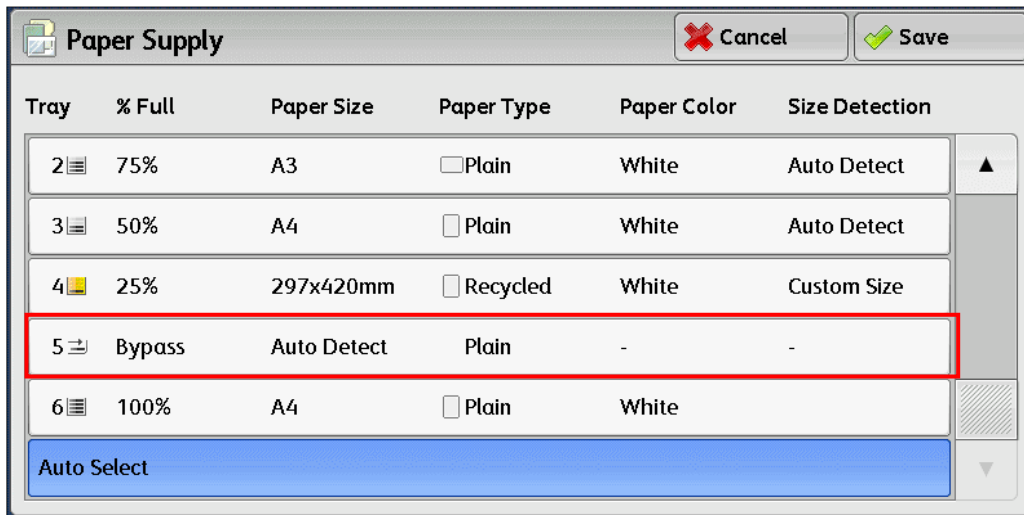 Paper Supply Cancel Save
Tray % Full Paper Size Paper Type Paper Color Size Detection
2 75% A3 Plain White Auto Detect
3 50% A4 Plain White Auto Detect
4 25% 297x420mm Recycled White Custom Size
5 Bypass Auto Detect Plain - -
6 100% A4 Plain White
Auto Select